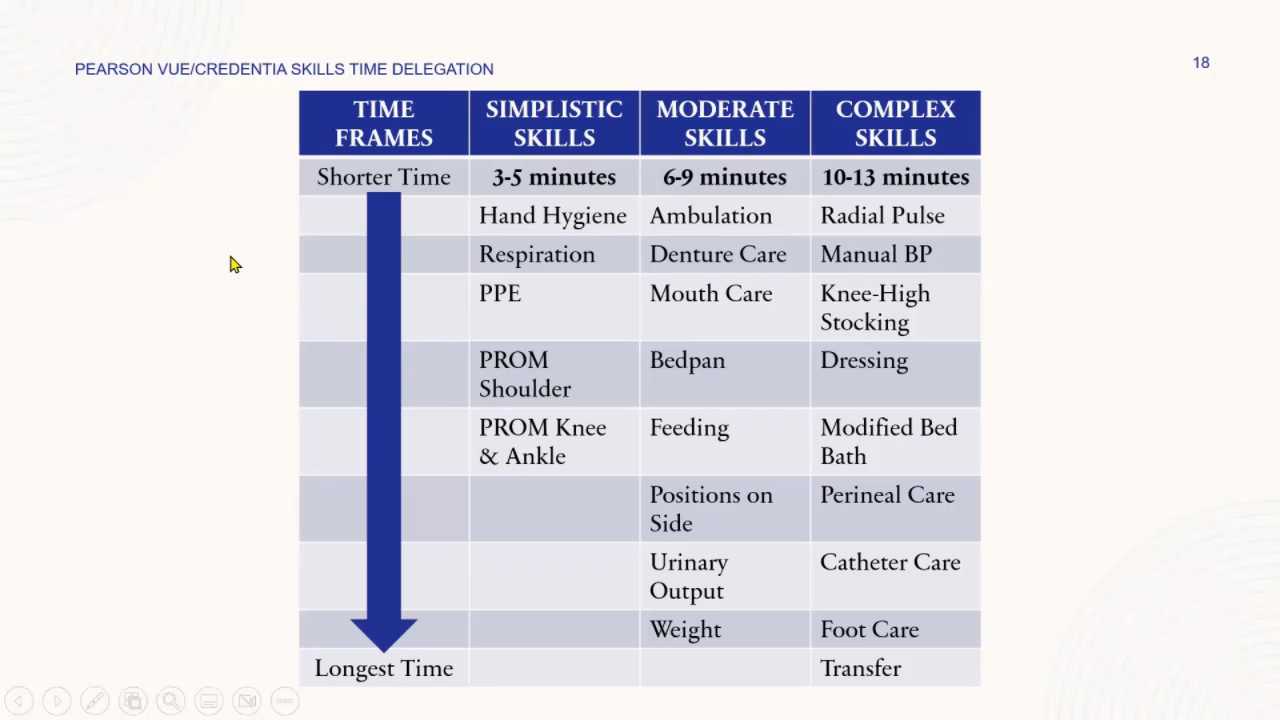 PEARSON VUE/CREDENTIA SKILLS TIME DELEGATION
18
TIME
FRAMES
SIMPLISTIC
SKILLS
MODERATE
SKILLS
COMPLEX
SKILLS
Shorter Time
3-5 minutes
6-9 minutes
10-13 minutes
Hand Hygiene
Ambulation
Radial Pulse
Respiration
Denture Care
Manual BP
PPE
Mouth Care
Knee-High
Stocking
PROM
Shoulder
Bedpan
Dressing
PROM Knee
& Ankle
Feeding
Modified Bed
Bath
Positions on
Side
Perineal Care
Urinary
Output
Catheter Care
Weight
Foot Care
Longest Time
Transfer